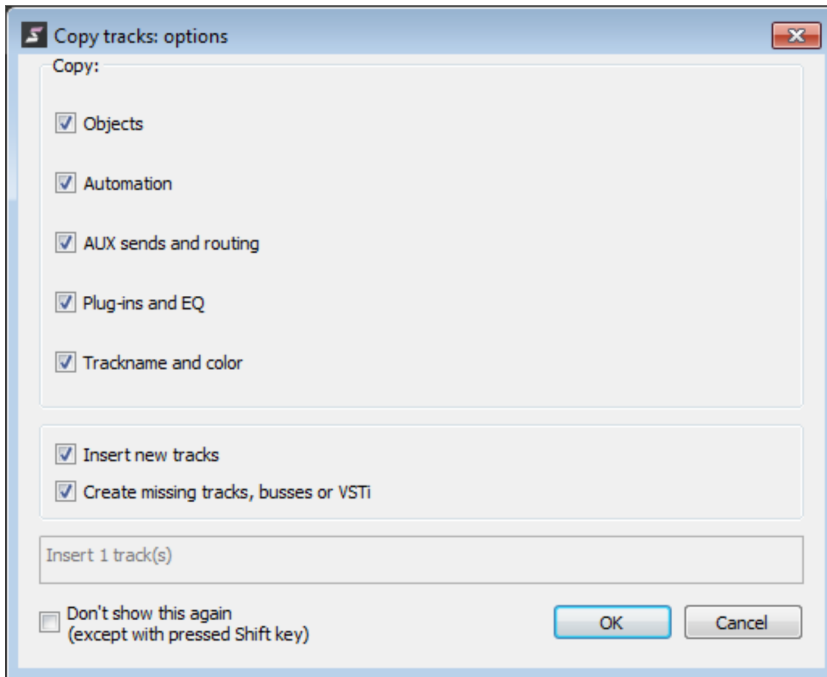 Copy tracks: options
Copy:
Objects
Automation
AUX sends and routing
Plug-ins and EQ
Trackname and color
Insert new tracks
Create missing tracks, busses or VSTi
Insert 1 track(s)
Don't show this again
(except with pressed Shift key)
OK
Cancel